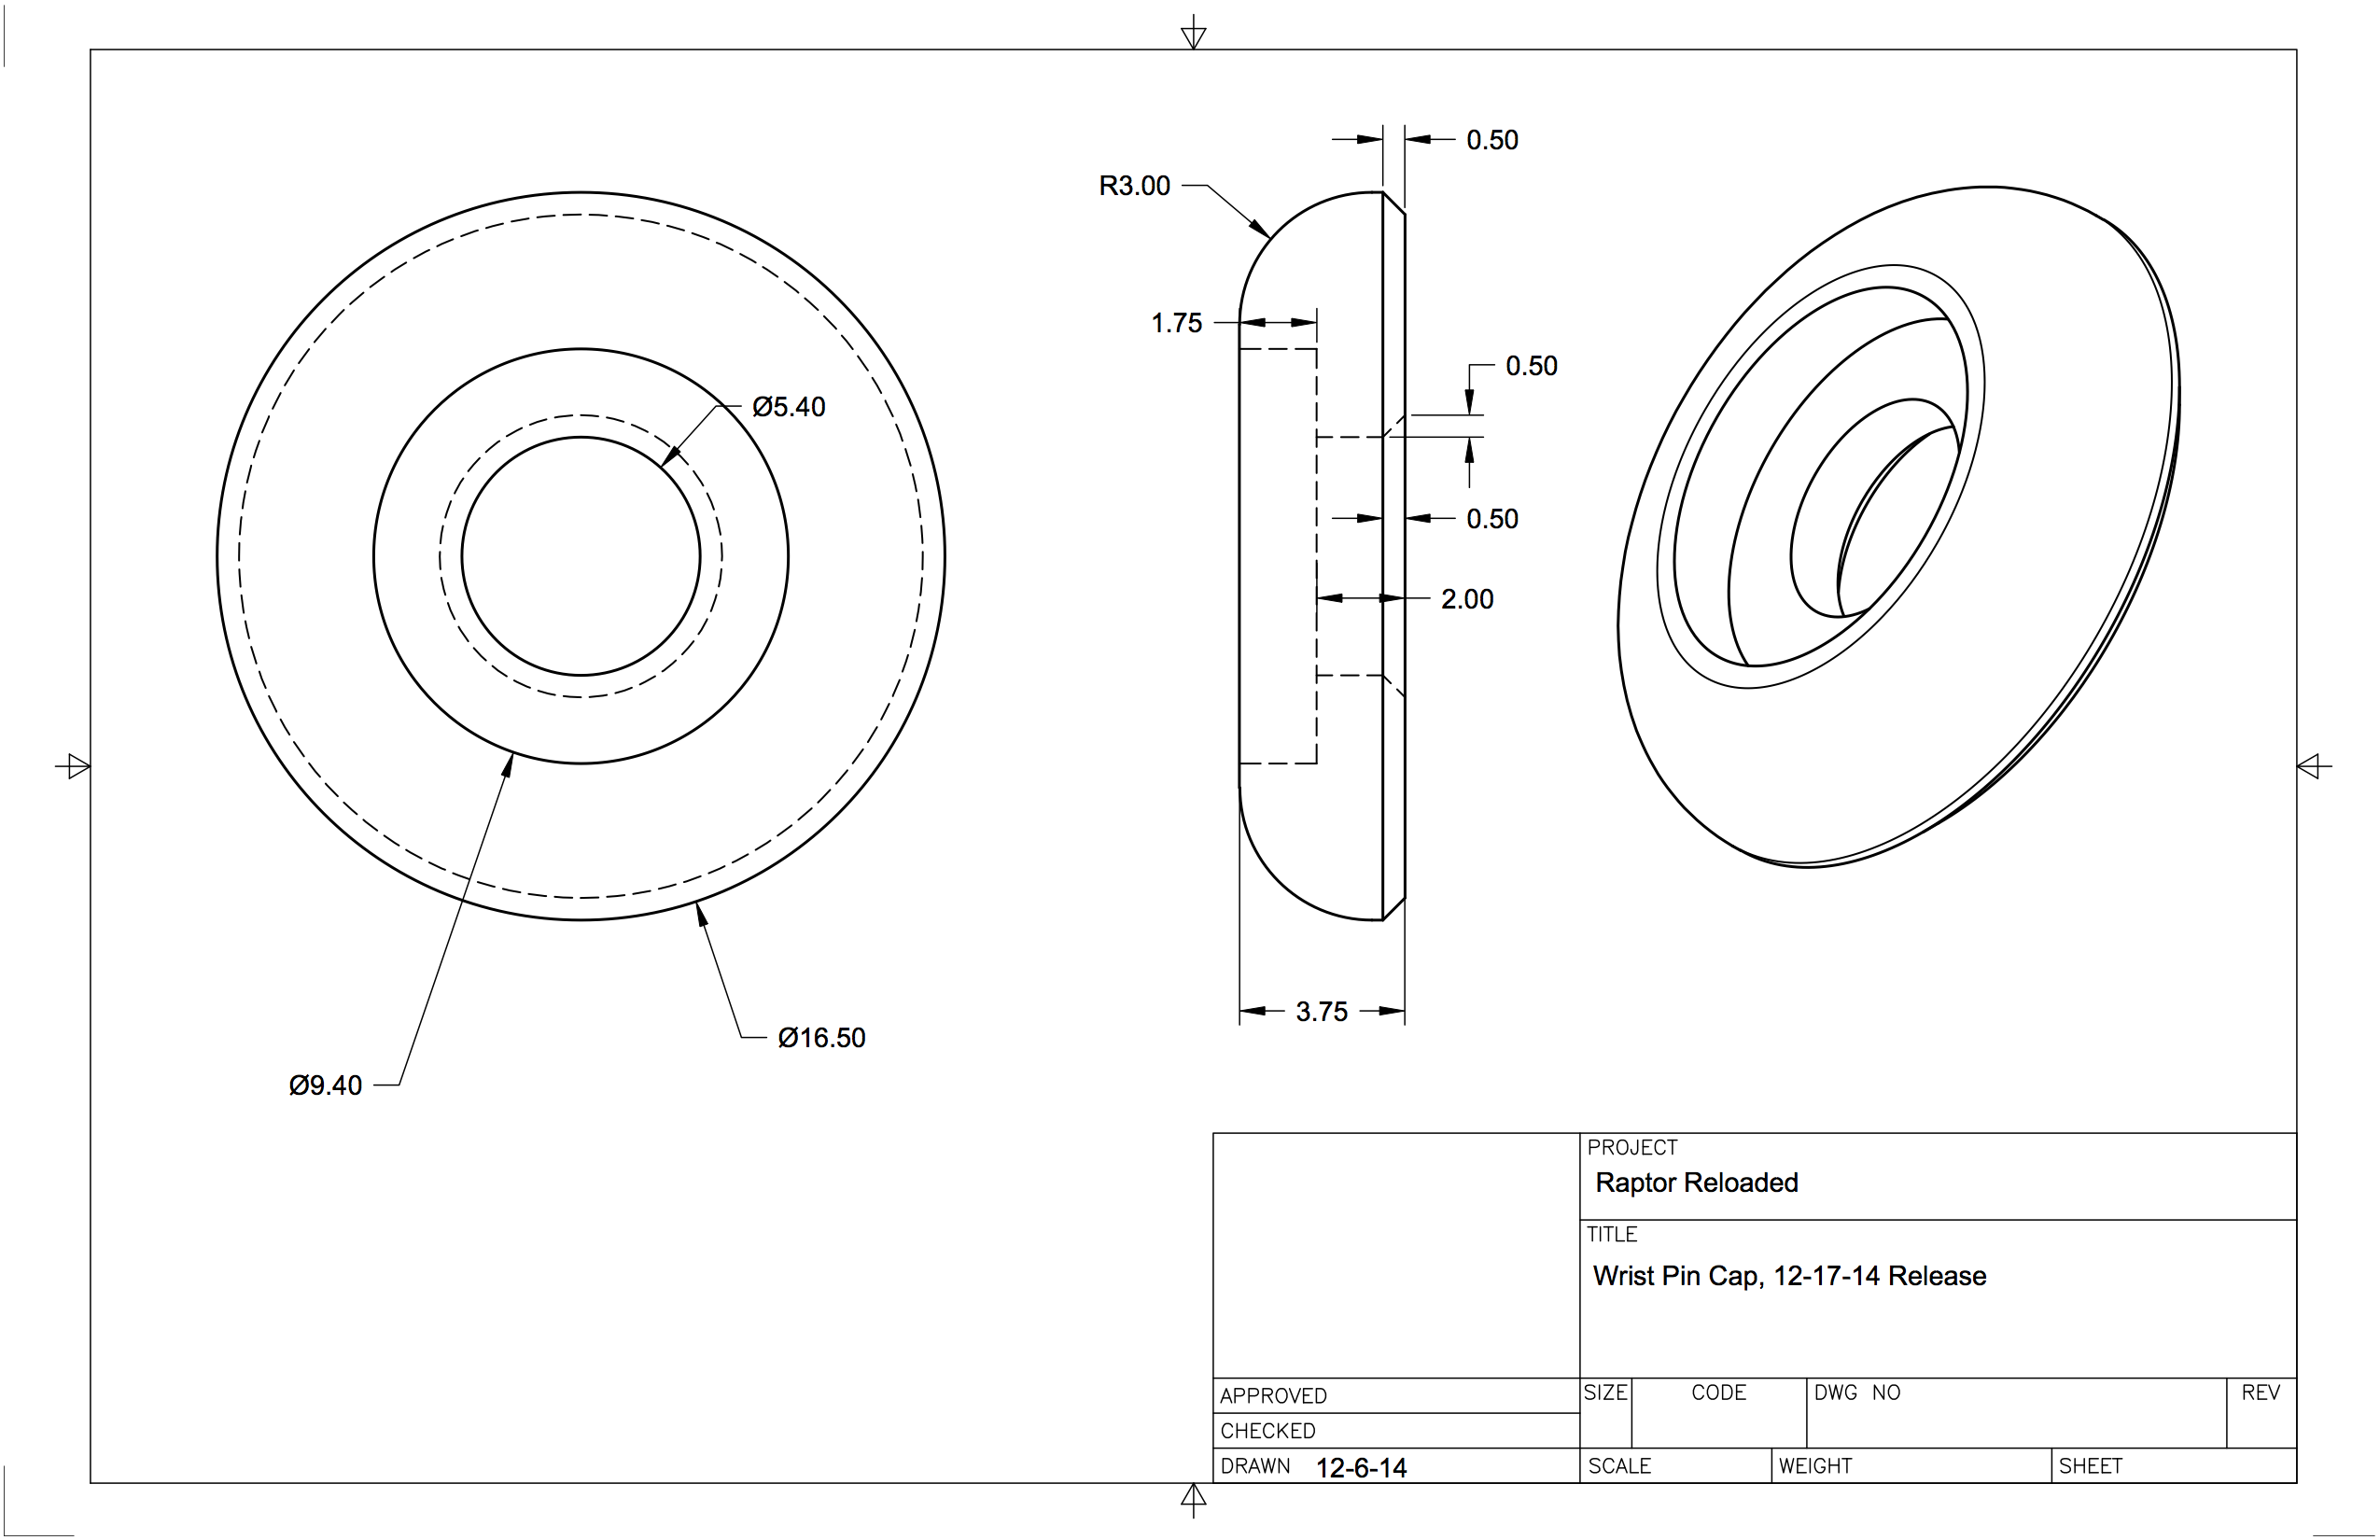 0.50
R3.00
1.75
0.50
Ø5.40
0.50
2.00
3.75
Ø16.50
Ø9.40
PROJECT
Raptor Reloaded
TITLE
Wrist Pin Cap, 12-17-14 Release
APPROVED
SIZE CODE DWG NO REV
CHECKED
DRAWN 12-6-14
SCALE WEIGHT SHEET